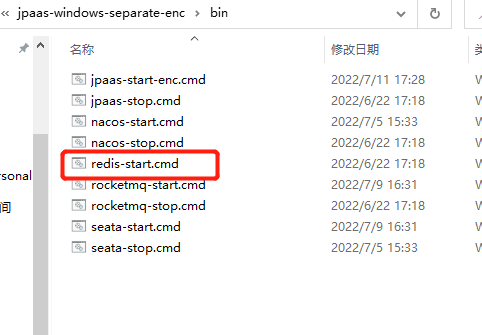 « jpaas-windows-separate-enc › bin
名称 修改日期
jpaas-start-enc.cmd 2022/7/11 17:28
jpaas-stop.cmd 2022/6/22 17:18
nacos-start.cmd 2022/7/5 15:33
nacos-stop.cmd 2022/6/22 17:18
redis-start.cmd 2022/6/22 17:18
rocketmq-start.cmd 2022/7/9 16:31
rocketmq-stop.cmd 2022/6/22 17:18
seata-start.cmd 2022/7/9 16:31
seata-stop.cmd 2022/7/5 15:33
ersonal
间